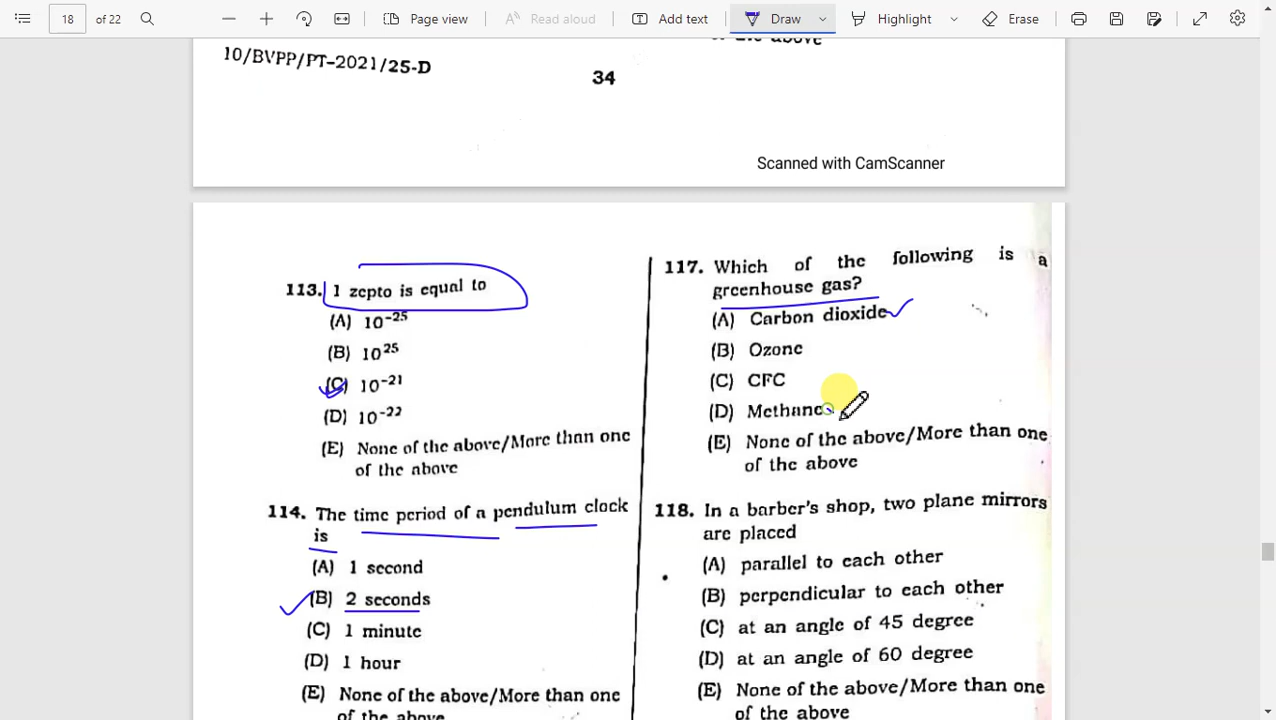 18 of 22
Page view
Read aloud
Add text
Draw
Highlight
Erase
of the above
10/BVPP/PT-2021/25-D
34
Scanned with CamScanner
113. 1 zepto is equal to
(A) 10⁻²⁵
(B) 10²⁵
(C) 10⁻²¹
(D) 10⁻²²
(E) None of the above/More than one
of the above
114. The time period of a pendulum clock
is
(A) 1 second
(B) 2 seconds
(C) 1 minute
(D) 1 hour
(E) None of the above/More than one
of the above
117. Which of the following is a
greenhouse gas?
(A) Carbon dioxide
(B) Ozone
(C) CFC
(D) Methane
(E) None of the above/More than one
of the above
118. In a barber's shop, two plane mirrors
are placed
(A) parallel to each other
(B) perpendicular to each other
(C) at an angle of 45 degree
(D) at an angle of 60 degree
(E) None of the above/More than one
of the above